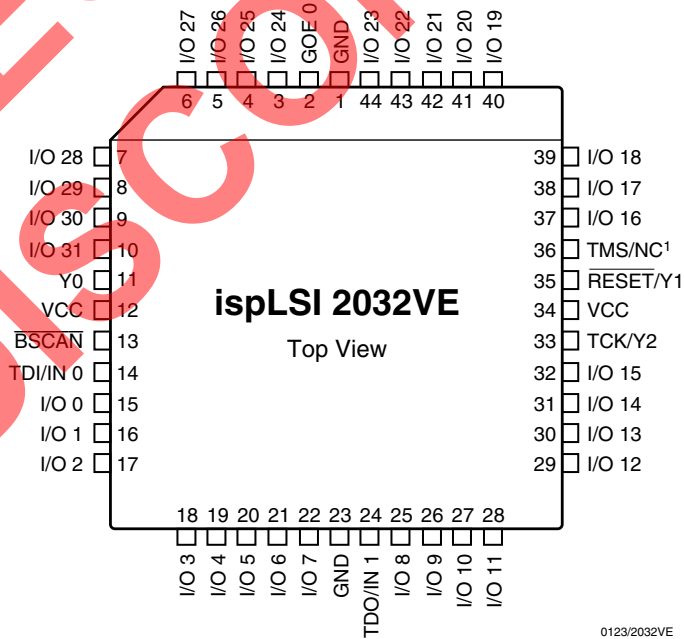 I/O 27
I/O 26
I/O 25
I/O 24
GOE 0
GND
I/O 23
I/O 22
I/O 21
I/O 20
I/O 19
6 5 4 3 2 1 44 43 42 41 40
I/O 28 7
I/O 29 8
I/O 30 9
I/O 31 10
Y0 11
VCC 12
BSCAN 13
TDI/IN 0 14
I/O 0 15
I/O 1 16
I/O 2 17
ispLSI 2032VE
Top View
39 I/O 18
38 I/O 17
37 I/O 16
36 TMS/NC¹
35 RESET/Y1
34 VCC
33 TCK/Y2
32 I/O 15
31 I/O 14
30 I/O 13
29 I/O 12
18 19 20 21 22 23 24 25 26 27 28
I/O 3
I/O 4
I/O 5
I/O 6
I/O 7
GND
TDO/IN 1
I/O 8
I/O 9
I/O 10
I/O 11
0123/2032VE